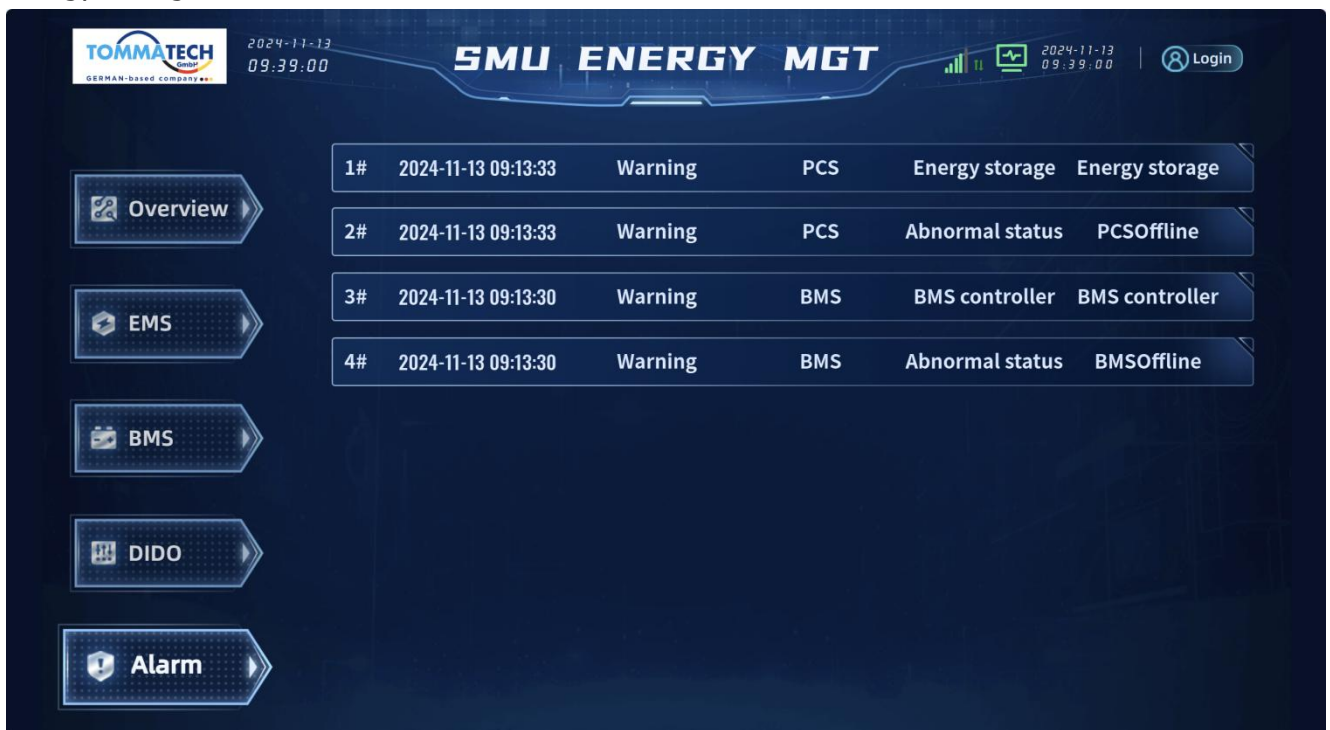 TOMMATECH
GmbH
GERMAN-based company
2024-11-13
09:39:00
SMU ENERGY MGT
2024-11-13
09:39:00
Login
Overview
EMS
BMS
DIDO
Alarm
1# 2024-11-13 09:13:33 Warning PCS Energy storage Energy storage
2# 2024-11-13 09:13:33 Warning PCS Abnormal status PCSOffline
3# 2024-11-13 09:13:30 Warning BMS BMS controller BMS controller
4# 2024-11-13 09:13:30 Warning BMS Abnormal status BMSOffline